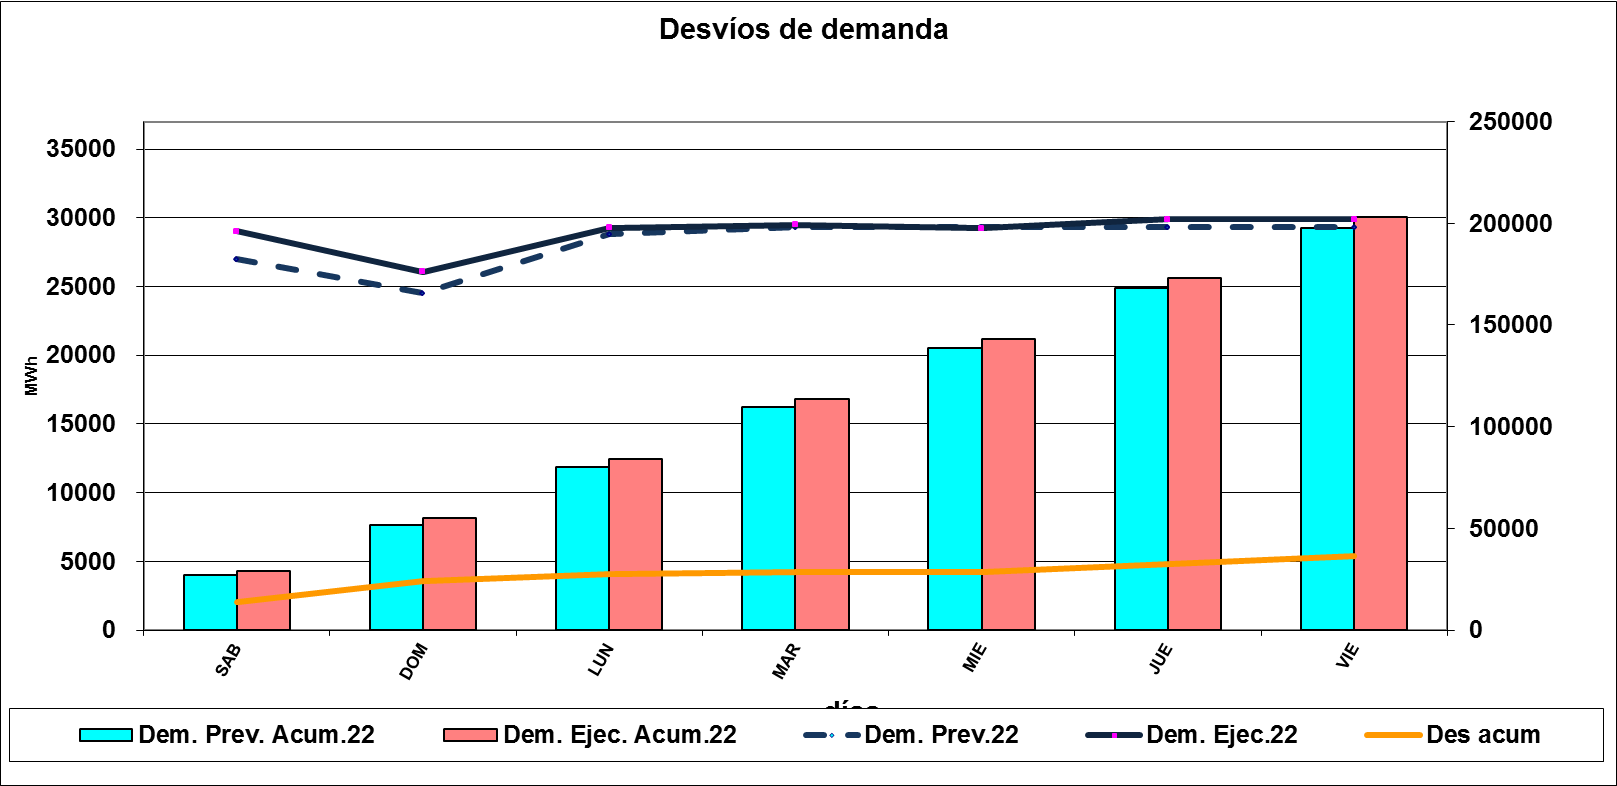 Desvíos de demanda
35000
30000
25000
20000
15000
10000
5000
0
MWh
250000
200000
150000
100000
50000
0
SAB
DOM
LUN
MAR
MIE
JUE
VIE
días
Dem. Prev. Acum.22
Dem. Ejec. Acum.22
Dem. Prev.22
Dem. Ejec.22
Des acum